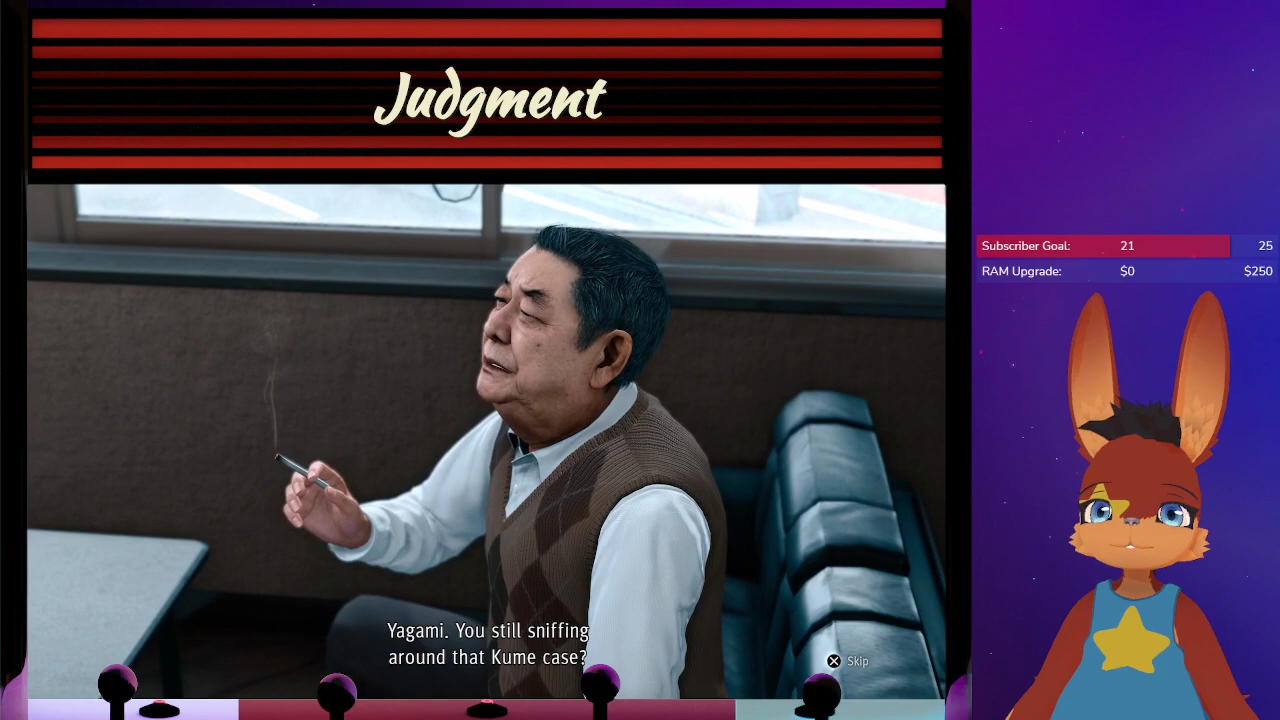 Judgment
Subscriber Goal: 21 25
RAM Upgrade: $0 $250
Yagami. You still sniffing
around that Kume case?
Skip